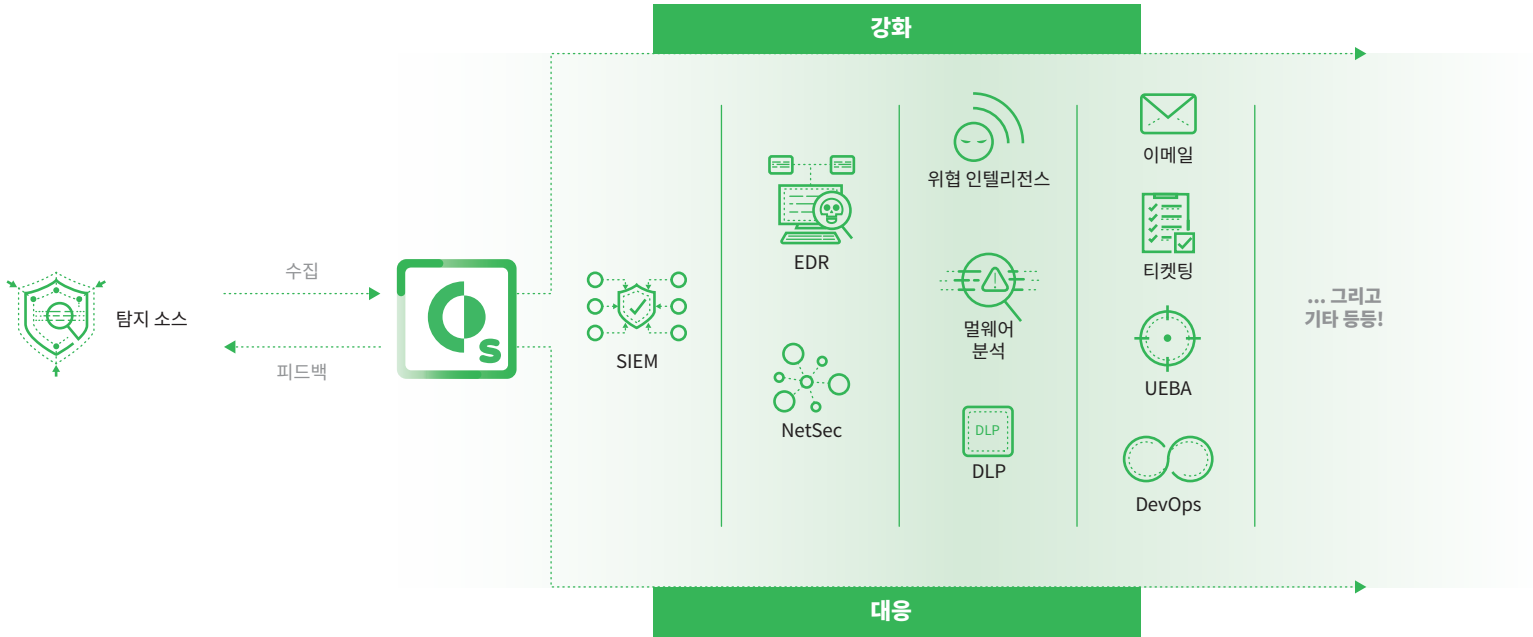 강화
수집
탐지 소스
피드백
s
SIEM
EDR
NetSec
위협 인텔리전스
멀웨어
분석
DLP
DLP
이메일
티켓팅
UEBA
DevOps
... 그리고
기타 등등!
대응